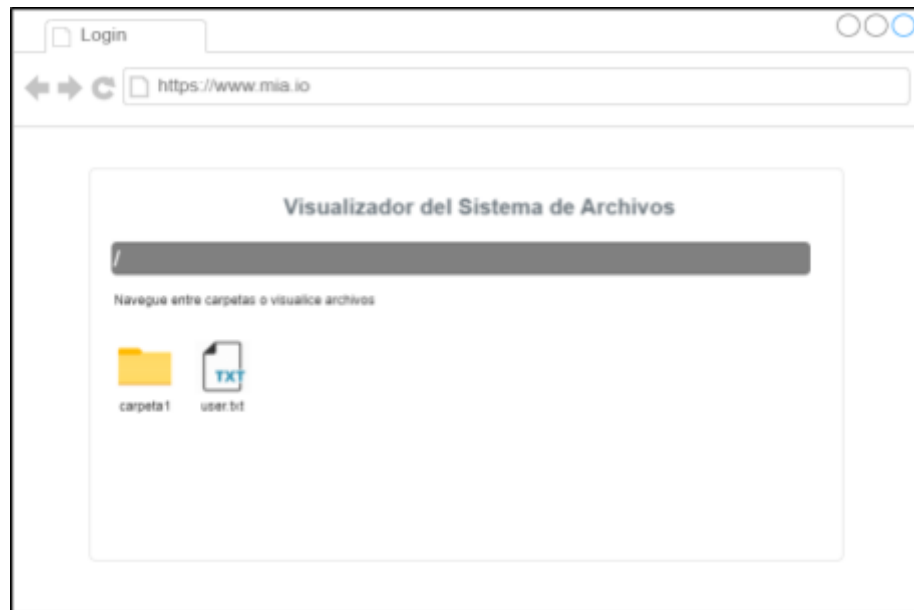 Login
https://www.mia.io
Visualizador del Sistema de Archivos
/
Navegue entre carpetas o visualice archivos
TXT
carpeta1 user.txt